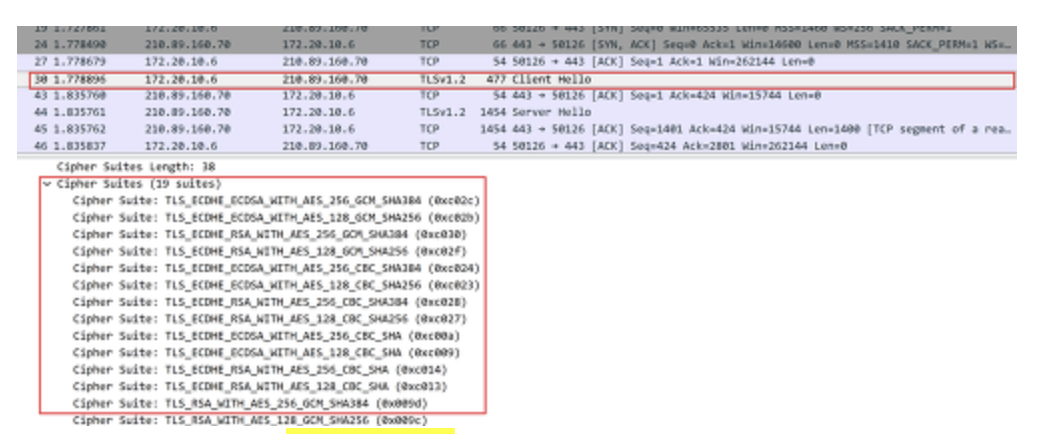 19 1.727861 172.20.10.6 210.89.160.70 TCP 66 50126 → 443 [SYN] Seq=0 Win=65535 Len=0 MSS=1460 WS=256 SACK_PERM=1
26 1.778490 210.89.160.70 172.20.10.6 TCP 66 443 → 50126 [SYN, ACK] Seq=0 Ack=1 Win=14600 Len=0 MSS=1410 SACK_PERM=1 WS=…
27 1.778679 172.20.10.6 210.89.160.70 TCP 54 50126 → 443 [ACK] Seq=1 Ack=1 Win=262144 Len=0
30 1.778896 172.20.10.6 210.89.160.70 TLSv1.2 477 Client Hello
43 1.835760 210.89.160.70 172.20.10.6 TCP 54 443 → 50126 [ACK] Seq=1 Ack=424 Win=15744 Len=0
44 1.835761 210.89.160.70 172.20.10.6 TLSv1.2 1454 Server Hello
45 1.835762 210.89.160.70 172.20.10.6 TCP 1454 443 → 50126 [ACK] Seq=1401 Ack=424 Win=15744 Len=1400 [TCP segment of a rea…
46 1.835837 172.20.10.6 210.89.160.70 TCP 54 50126 → 443 [ACK] Seq=424 Ack=2801 Win=262144 Len=0
Cipher Suites Length: 38
Cipher Suites (19 suites)
Cipher Suite: TLS_ECDHE_ECDSA_WITH_AES_256_GCM_SHA384 (0xc02c)
Cipher Suite: TLS_ECDHE_ECDSA_WITH_AES_128_GCM_SHA256 (0xc02b)
Cipher Suite: TLS_ECDHE_RSA_WITH_AES_256_GCM_SHA384 (0xc030)
Cipher Suite: TLS_ECDHE_RSA_WITH_AES_128_GCM_SHA256 (0xc02f)
Cipher Suite: TLS_ECDHE_ECDSA_WITH_AES_256_CBC_SHA384 (0xc024)
Cipher Suite: TLS_ECDHE_ECDSA_WITH_AES_128_CBC_SHA256 (0xc023)
Cipher Suite: TLS_ECDHE_RSA_WITH_AES_256_CBC_SHA384 (0xc028)
Cipher Suite: TLS_ECDHE_RSA_WITH_AES_128_CBC_SHA256 (0xc027)
Cipher Suite: TLS_ECDHE_ECDSA_WITH_AES_256_CBC_SHA (0xc00a)
Cipher Suite: TLS_ECDHE_ECDSA_WITH_AES_128_CBC_SHA (0xc009)
Cipher Suite: TLS_ECDHE_RSA_WITH_AES_256_CBC_SHA (0xc014)
Cipher Suite: TLS_ECDHE_RSA_WITH_AES_128_CBC_SHA (0xc013)
Cipher Suite: TLS_RSA_WITH_AES_256_GCM_SHA384 (0x009d)
Cipher Suite: TLS_RSA_WITH_AES_128_GCM_SHA256 (0x009c)